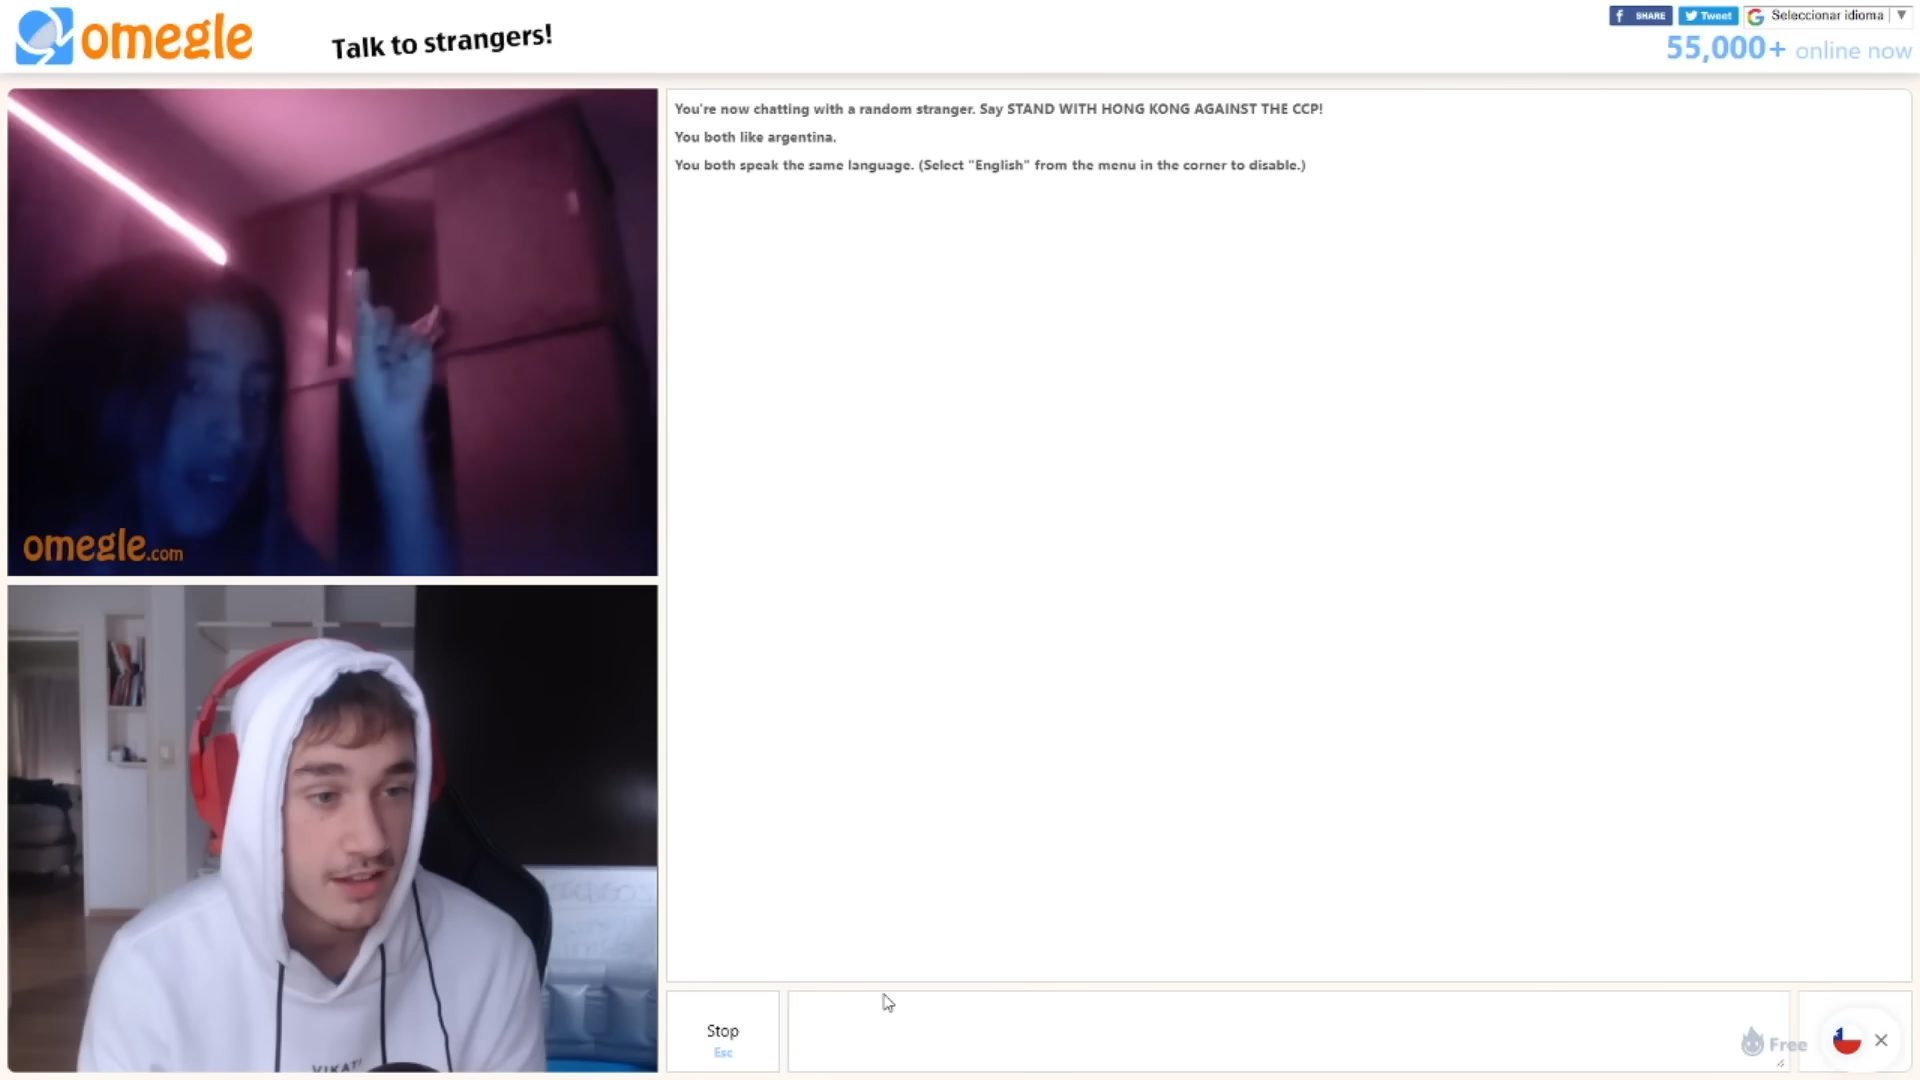 omegle
Talk to strangers!
SHARE
Tweet
Seleccionar idioma
55,000+ online now
You're now chatting with a random stranger. Say STAND WITH HONG KONG AGAINST THE CCP!
You both like argentina.
You both speak the same language. (Select "English" from the menu in the corner to disable.)
omegle.com
Stop
Esc
Free